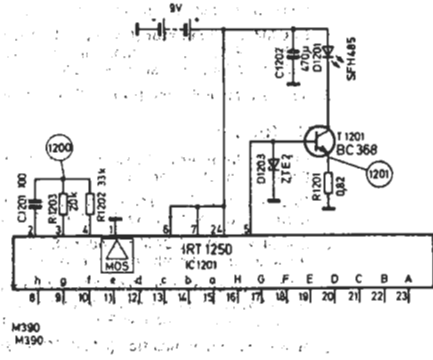 9V
- +
C1202
470µ
D1201
SFH485
T1201
BC368
1200
1201
C1201 100
R1203
20k
R1202 33k
D1203
ZTE2
R1201
0,82
2 3 4 1 6 7 24 5
IRT1250
IC1201
MOS
h g f e d c b a H G F E D C B A
8 9 10 11 12 13 14 15 16 17 18 19 20 21 22 23
M390
M390